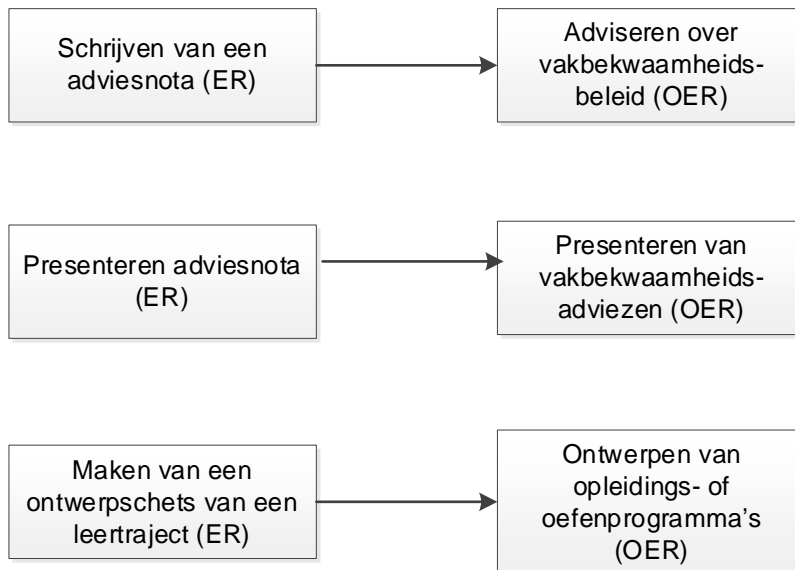 Schrijven van een
adviesnota (ER)
Adviseren over
vakbekwaamheids-
beleid (OER)
Presenteren adviesnota
(ER)
Presenteren van
vakbekwaamheids-
adviezen (OER)
Maken van een
ontwerpschets van een
leertraject (ER)
Ontwerpen van
opleidings- of
oefenprogramma's
(OER)